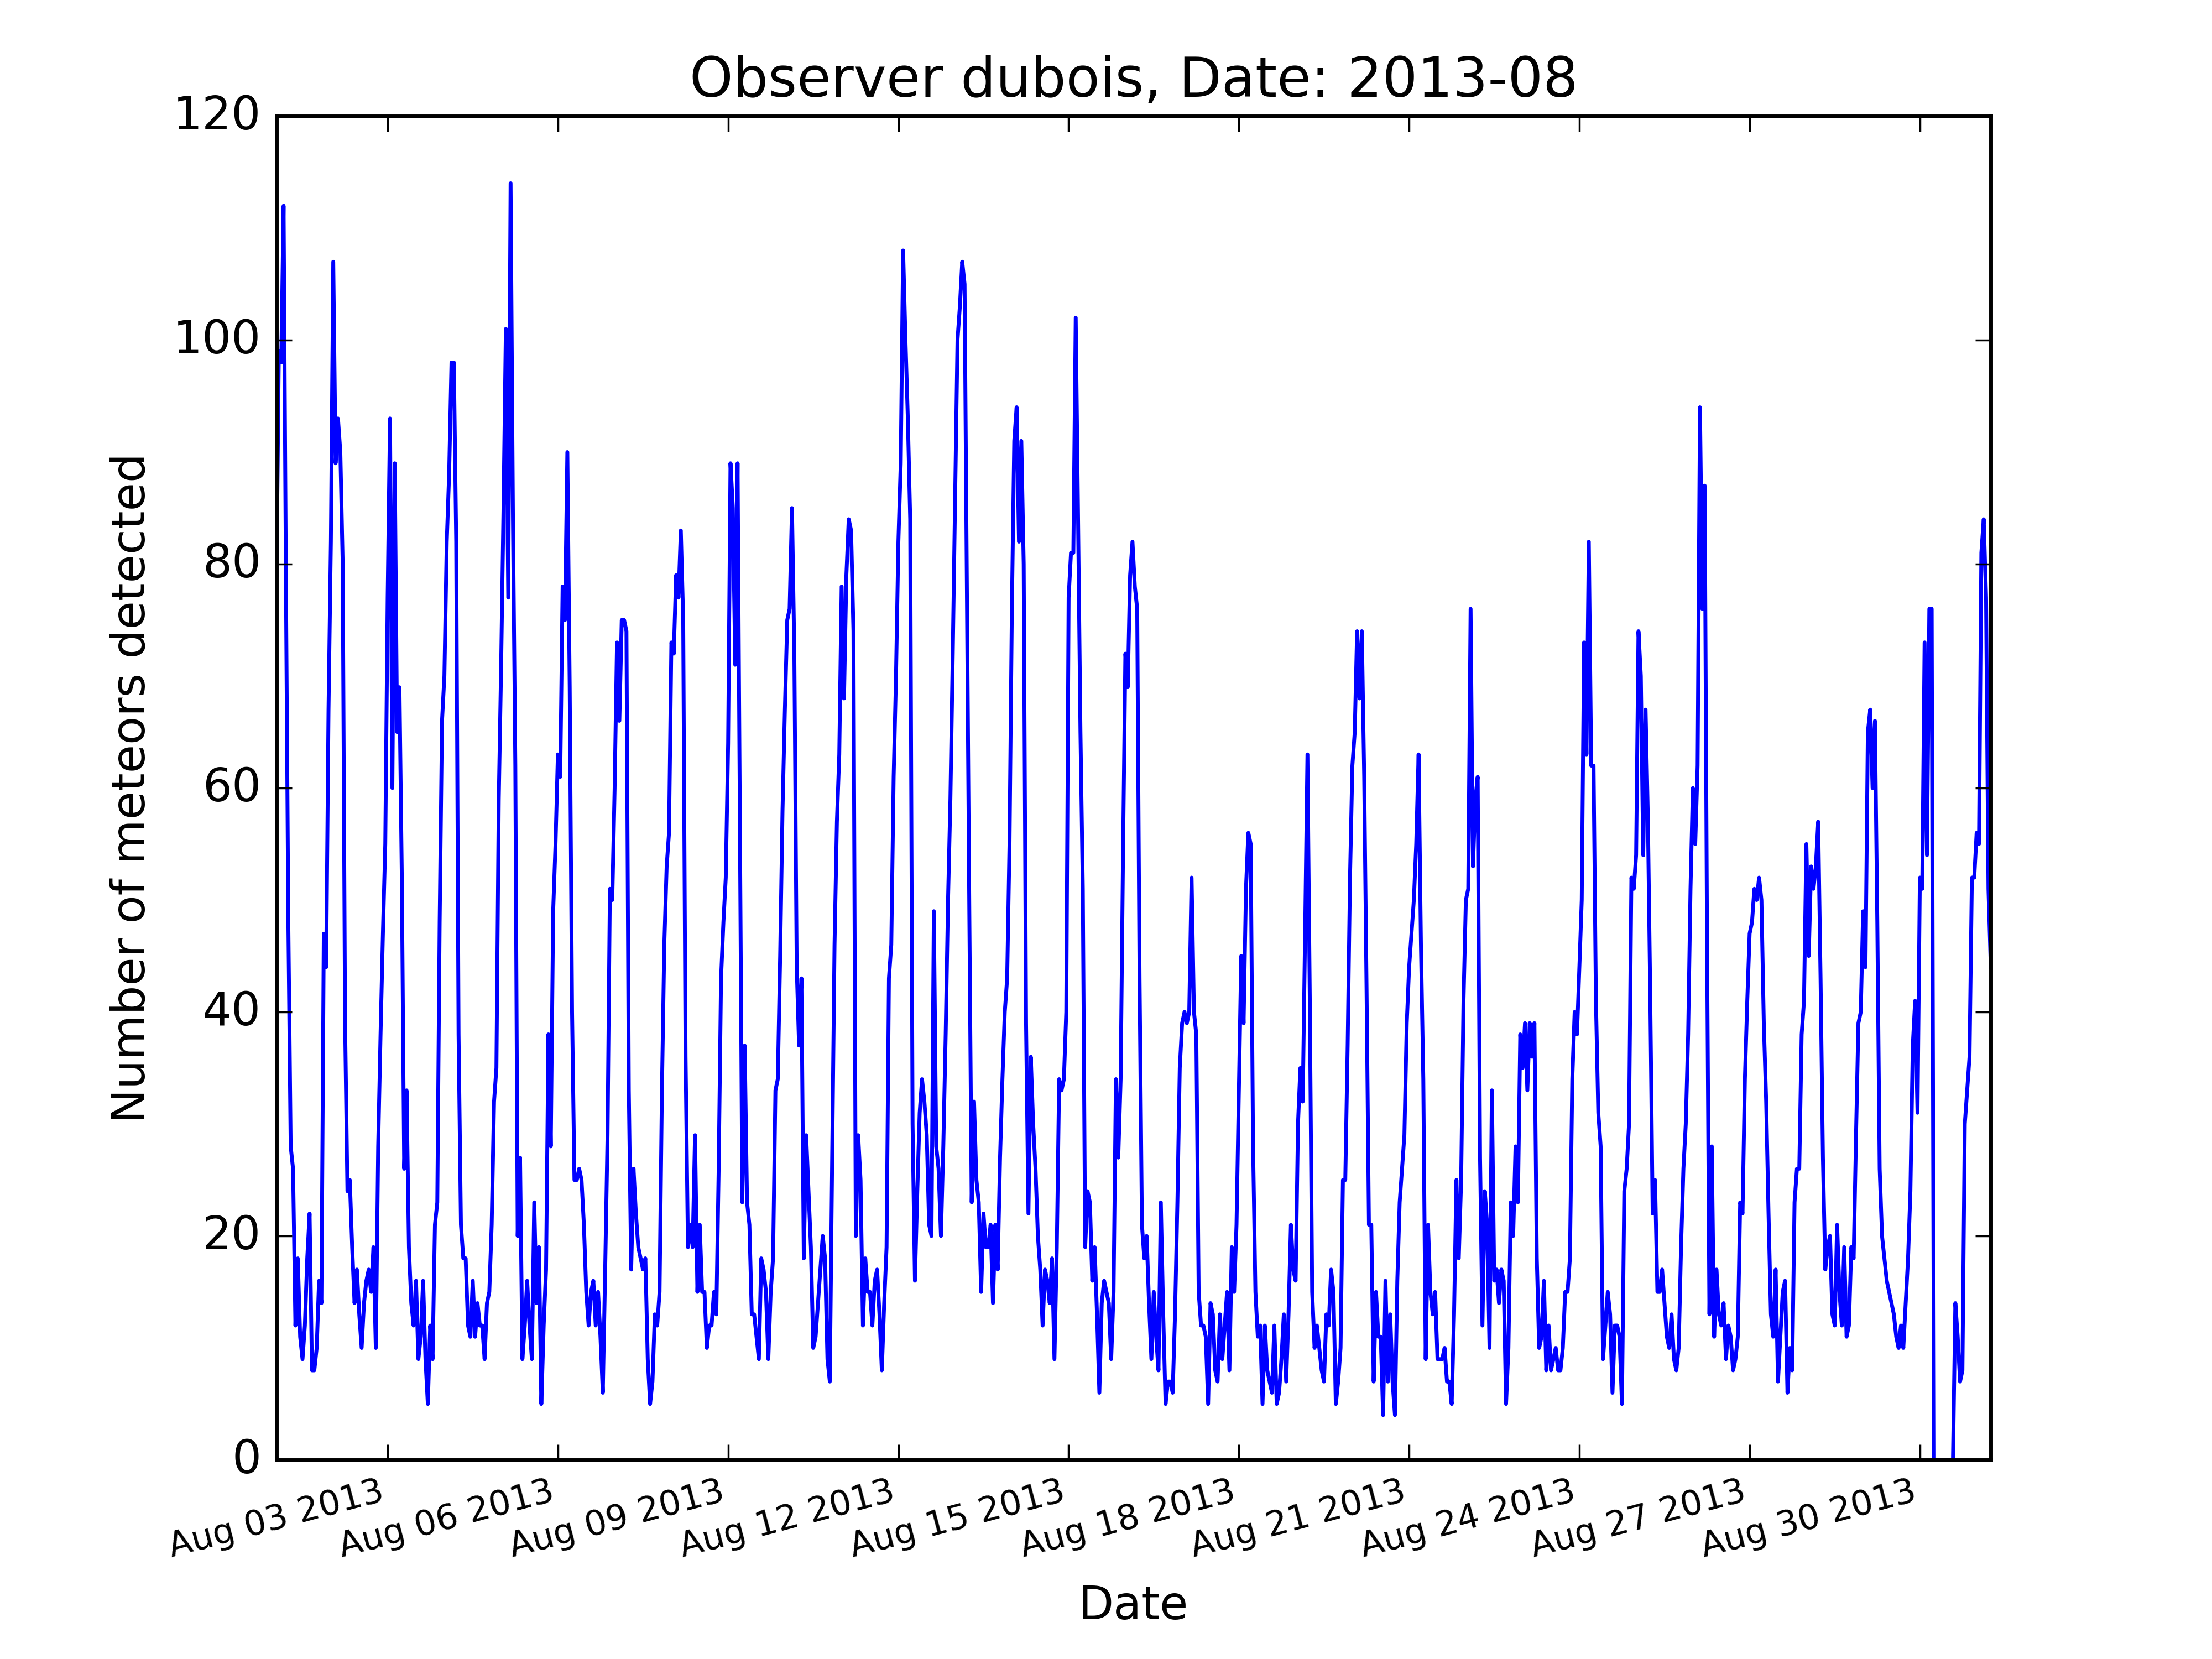 Observer dubois, Date: 2013-08
120
100
80
60
40
20
0
Number of meteors detected
Aug 03 2013
Aug 06 2013
Aug 09 2013
Aug 12 2013
Aug 15 2013
Aug 18 2013
Aug 21 2013
Aug 24 2013
Aug 27 2013
Aug 30 2013
Date